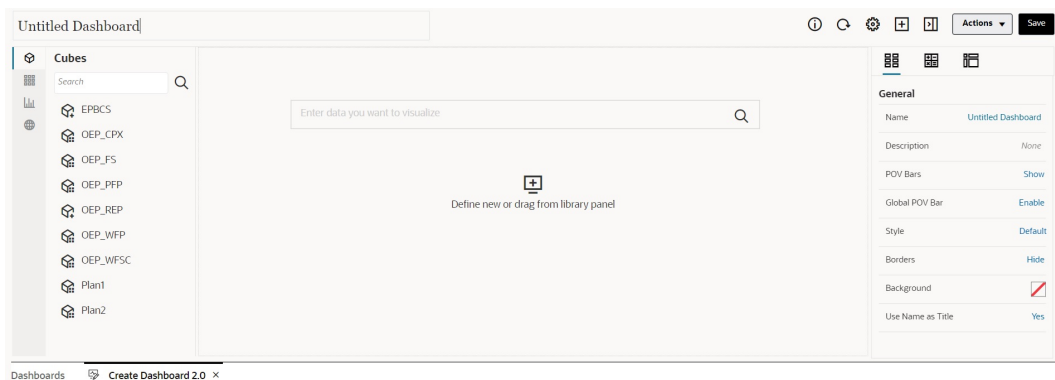 Untitled Dashboard
Actions
Save
Cubes
Search
EPBCS
OEP_CPX
OEP_FS
OEP_PFP
OEP_REP
OEP_WFP
OEP_WFSC
Plan1
Plan2
Enter data you want to visualize
Define new or drag from library panel
General
Name Untitled Dashboard
Description None
POV Bars Show
Global POV Bar Enable
Style Default
Borders Hide
Background
Use Name as Title Yes
Dashboards Create Dashboard 2.0 ×